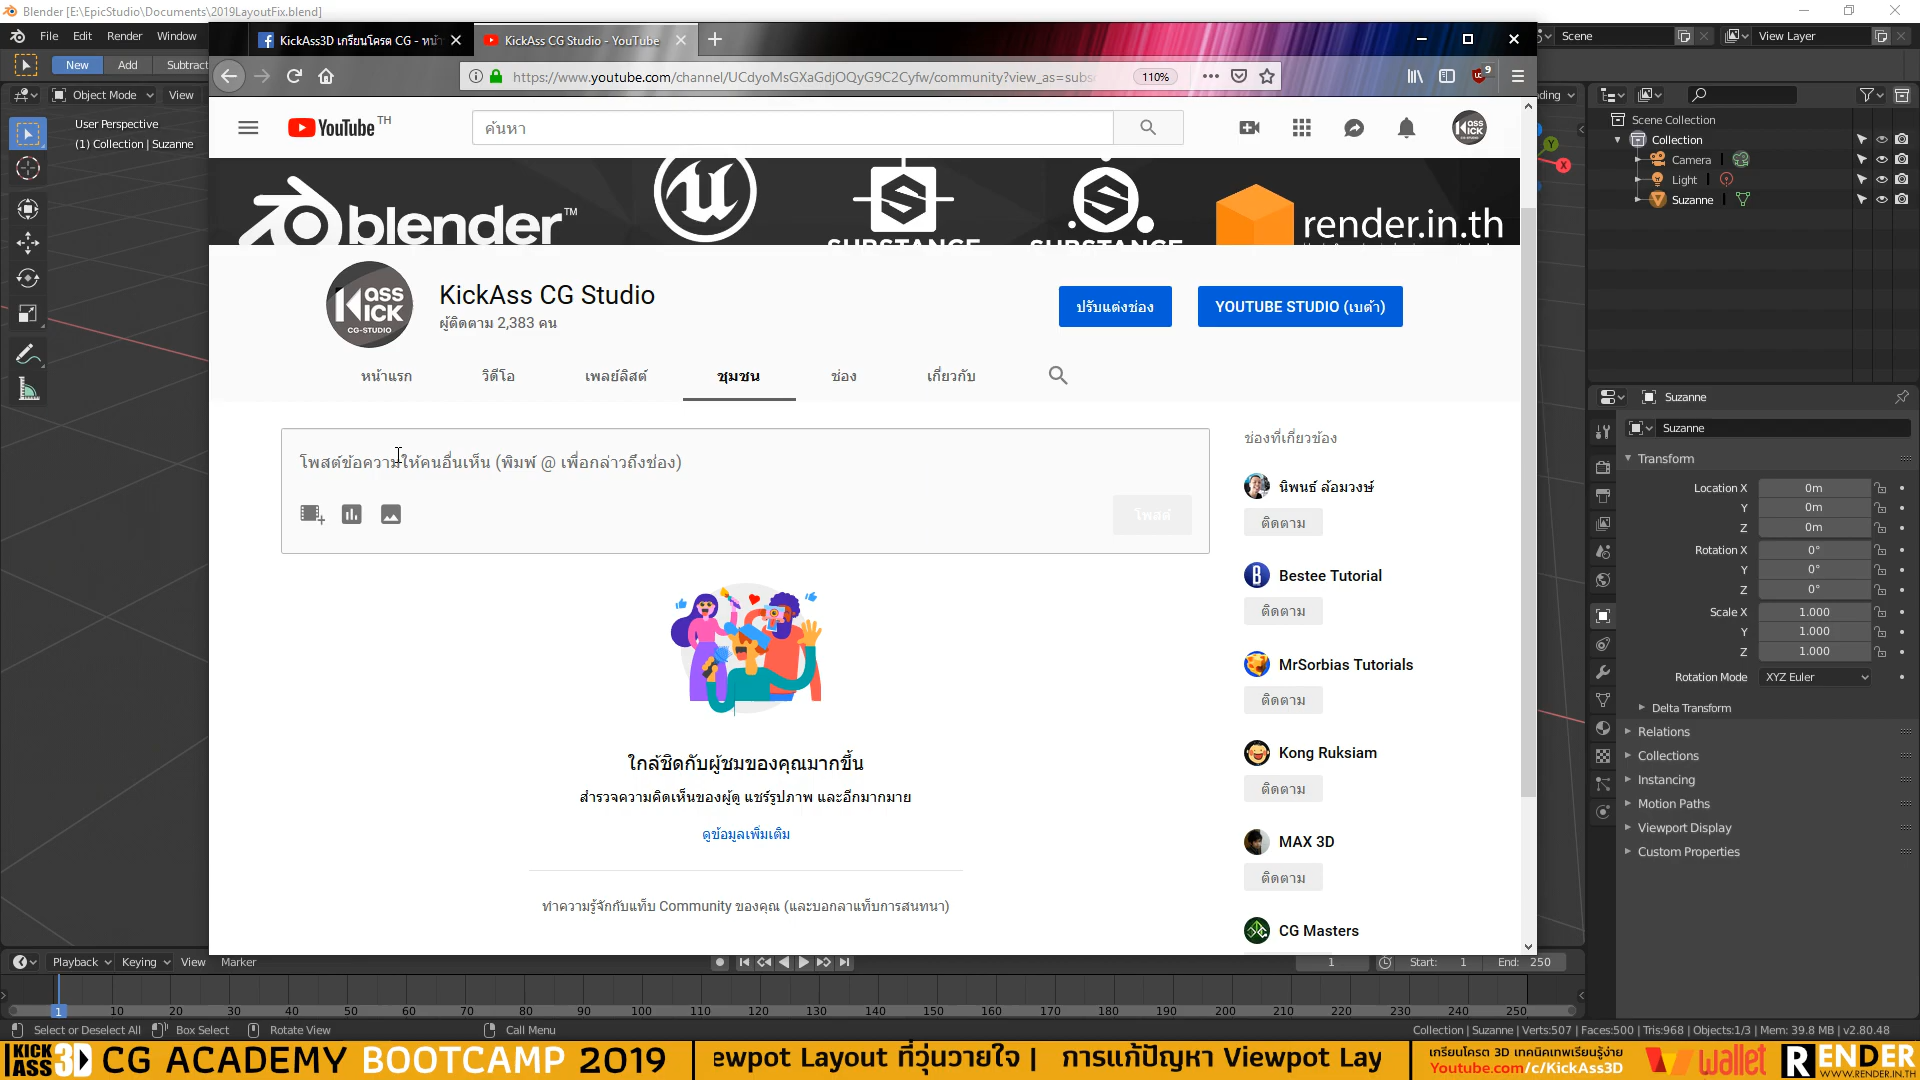 Blender [E:\EpicStudio\Documents\2019LayoutFix.blend]
File Edit Render Window
Scene
View Layer
KickAss3D เกรียนโครต CG - หน้า
KickAss CG Studio - YouTube
New Add Subtract
https://www.youtube.com/channel/UCdyoMsGXaGdjOQyG9C2Cyfw/community?view_as=subs
110%
9
Object Mode View
User Perspective
(1) Collection | Suzanne
YouTube TH
ค้นหา
blender™
SUBSTANCE
SUBSTANCE
render.in.th
KickAss CG Studio
ผู้ติดตาม 2,383 คน
ปรับแต่งช่อง
YOUTUBE STUDIO (เบต้า)
หน้าแรก วิดีโอ เพลย์ลิสต์ ชุมชน ช่อง เกี่ยวกับ
โพสต์ข้อความให้คนอื่นเห็น (พิมพ์ @ เพื่อกล่าวถึงช่อง)
โพสต์
ใกล้ชิดกับผู้ชมของคุณมากขึ้น
สำรวจความคิดเห็นของผู้ดู แชร์รูปภาพ และอีกมากมาย
ดูข้อมูลเพิ่มเติม
ทำความรู้จักกับแท็บ Community ของคุณ (และบอกลาแท็บการสนทนา)
ช่องที่เกี่ยวข้อง
นิพนธ์ ล้อมวงษ์
ติดตาม
Bestee Tutorial
ติดตาม
MrSorbias Tutorials
ติดตาม
Kong Ruksiam
ติดตาม
MAX 3D
ติดตาม
CG Masters
Scene Collection
Collection
Camera
Light
Suzanne
Suzanne
Suzanne
Transform
Location X 0m
Y 0m
Z 0m
Rotation X 0°
Y 0°
Z 0°
Scale X 1.000
Y 1.000
Z 1.000
Rotation Mode XYZ Euler
Delta Transform
Relations
Collections
Instancing
Motion Paths
Viewport Display
Custom Properties
Playback Keying View Marker
1 Start: 1 End: 250
1 10 20 30 40 50 60 70 80 90 100 110 120 130 140 150 160 170 180 190 200 210 220 230 240 250
Select or Deselect All Box Select Rotate View Call Menu
Collection | Suzanne | Verts:507 | Faces:500 | Tris:968 | Objects:1/3 | Mem: 39.8 MB | v2.80.48
KICK ASS 3D CG ACADEMY BOOTCAMP 2019
ewpot Layout ที่วุ่นวายใจ | การแก้ปัญหา Viewpot Lay
เกรียนโครต 3D เทคนิคเทพเรียนรู้ง่าย
Youtube.com/c/KickAss3D
wallet
RENDER
WWW.RENDER.IN.TH